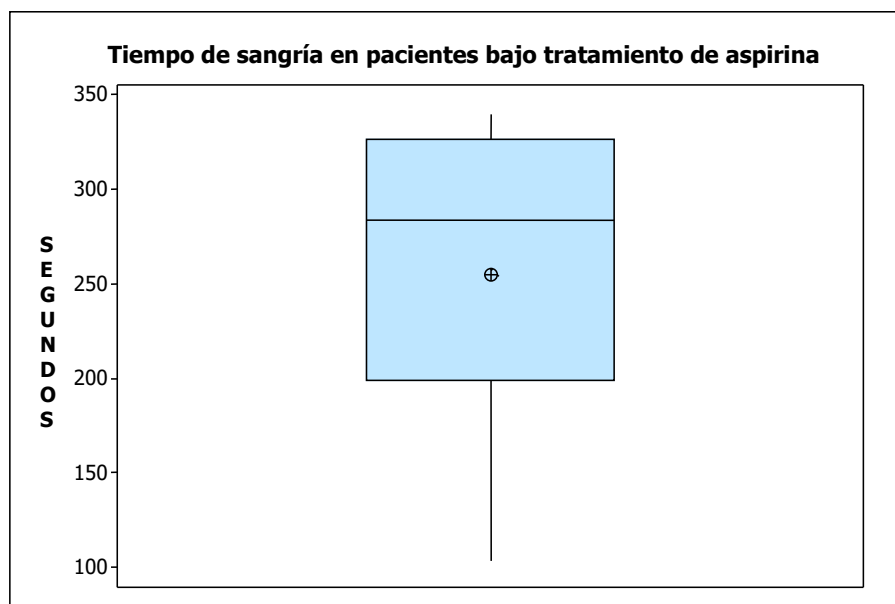 Tiempo de sangría en pacientes bajo tratamiento de aspirina
350
300
250
200
150
100
S
E
G
U
N
D
O
S